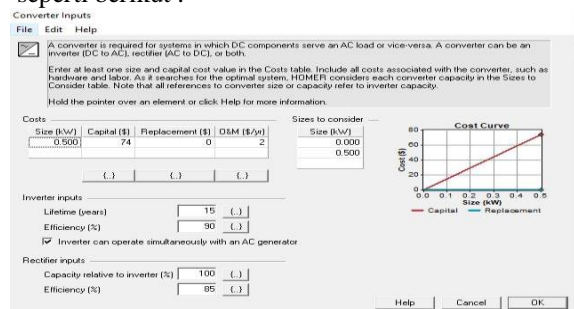 seperti berikut :
Converter Inputs
File Edit Help
A converter is required for systems in which DC components serve an AC load or vice-versa. A converter can be an
inverter (DC to AC), rectifier (AC to DC), or both.
Enter at least one size and capital cost value in the Costs table. Include all costs associated with the converter, such as
hardware and labor. As it searches for the optimal system, HOMER considers each converter capacity in the Sizes to
Consider table. Note that all references to converter size or capacity refer to inverter capacity.
Hold the pointer over an element or click Help for more information.
Costs
Size (kW) Capital ($) Replacement ($) O&M ($/yr)
0.500 74 0 2
{..} {..} {..}
Sizes to consider
Size (kW)
0.000
0.500
Cost Curve
Cost ($)
80
60
40
20
0
0.0 0.1 0.2 0.3 0.4 0.5
Size (kW)
Capital Replacement
Inverter inputs
Lifetime (years) 15 {..}
Efficiency (%) 90 {..}
Inverter can operate simultaneously with an AC generator
Rectifier inputs
Capacity relative to inverter (%) 100 {..}
Efficiency (%) 85 {..}
Help Cancel OK